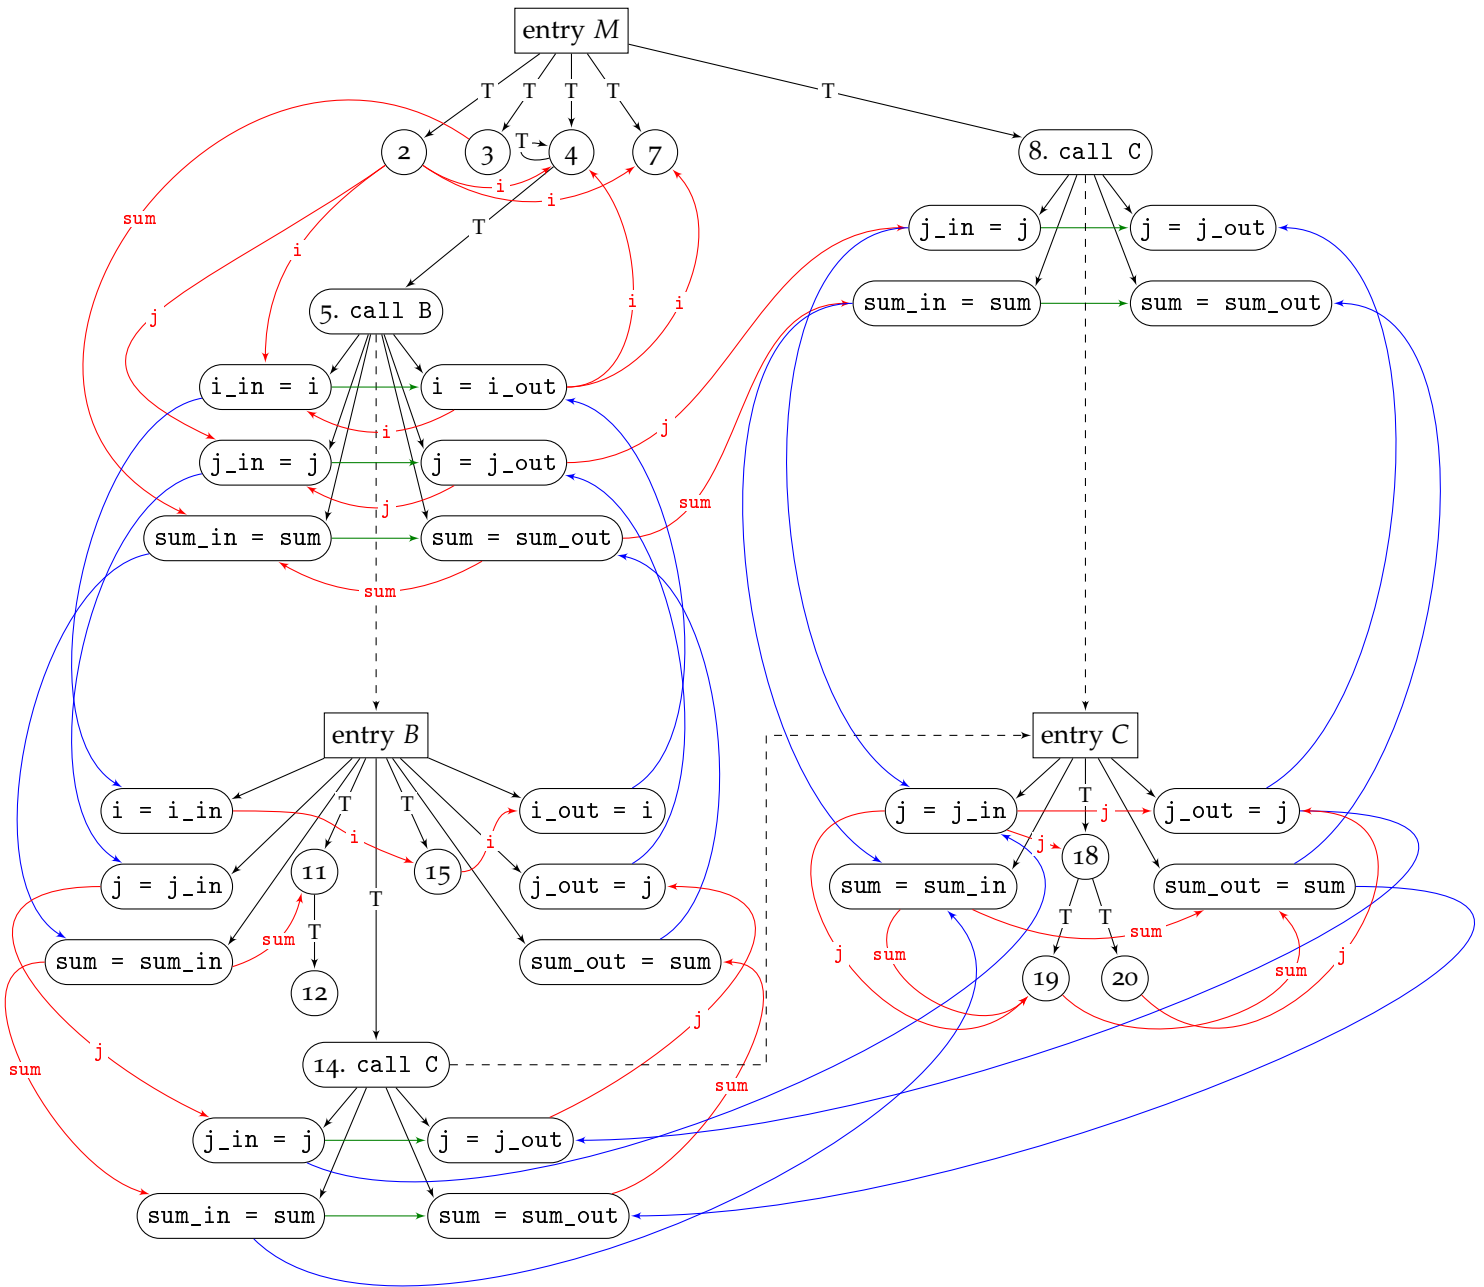 entry M
T T T T T
2 3 T 4 7 8. call C
i
i
sum j_in = j j = j_out
T
i
i i sum_in = sum sum = sum_out
j 5. call B
i_in = i i = i_out
i j
j_in = j j = j_out
j sum
sum_in = sum sum = sum_out
sum
entry B entry C
T T T
i = i_in i_out = i j = j_in j j_out = j
i i j
11 15 18
j = j_in j_out = j sum = sum_in sum_out = sum
T T T
sum T sum
sum = sum_in sum_out = sum j sum sum j
12 19 20
j
j 14. call C
sum sum
j_in = j j = j_out
sum_in = sum sum = sum_out